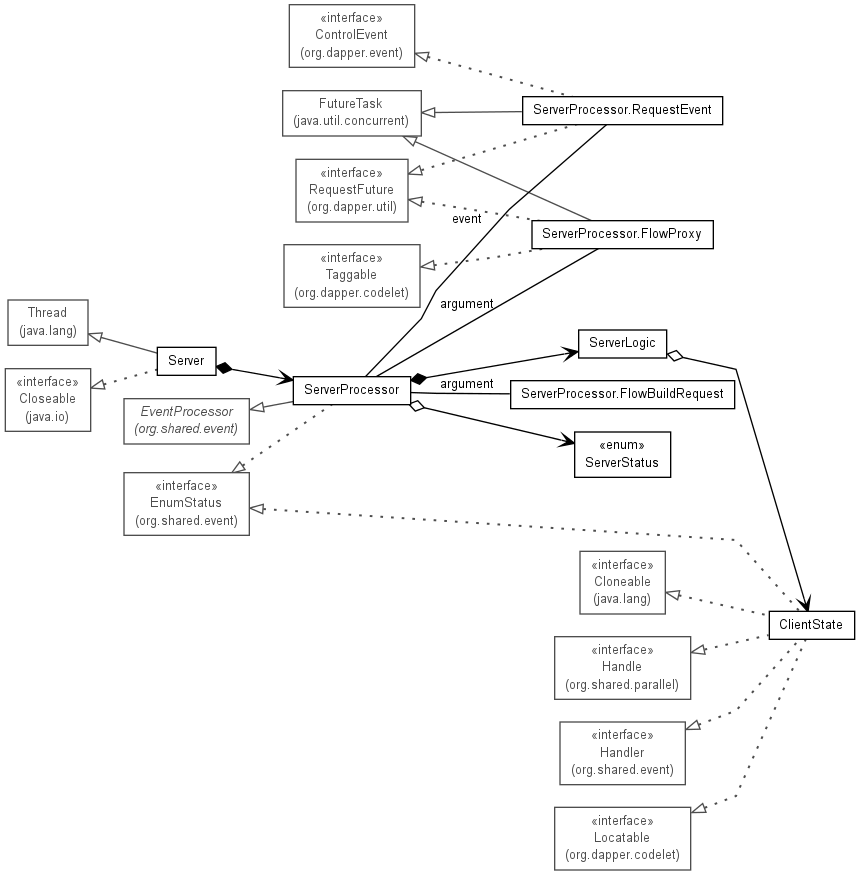 «interface»
ControlEvent
(org.dapper.event)
FutureTask
(java.util.concurrent)
ServerProcessor.RequestEvent
«interface»
RequestFuture
(org.dapper.util)
event
ServerProcessor.FlowProxy
«interface»
Taggable
(org.dapper.codelet)
argument
Thread
(java.lang)
Server
ServerLogic
«interface»
Closeable
(java.io)
ServerProcessor
argument
ServerProcessor.FlowBuildRequest
EventProcessor
(org.shared.event)
«enum»
ServerStatus
«interface»
EnumStatus
(org.shared.event)
«interface»
Cloneable
(java.lang)
ClientState
«interface»
Handle
(org.shared.parallel)
«interface»
Handler
(org.shared.event)
«interface»
Locatable
(org.dapper.codelet)